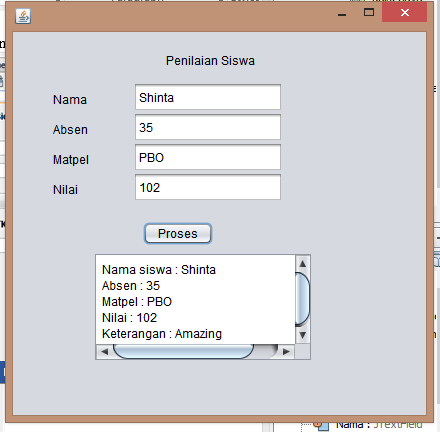 Penilaian Siswa
Nama Shinta
Absen 35
Matpel PBO
Nilai 102
Proses
Nama siswa : Shinta
Absen : 35
Matpel : PBO
Nilai : 102
Keterangan : Amazing
Nama : JTextField